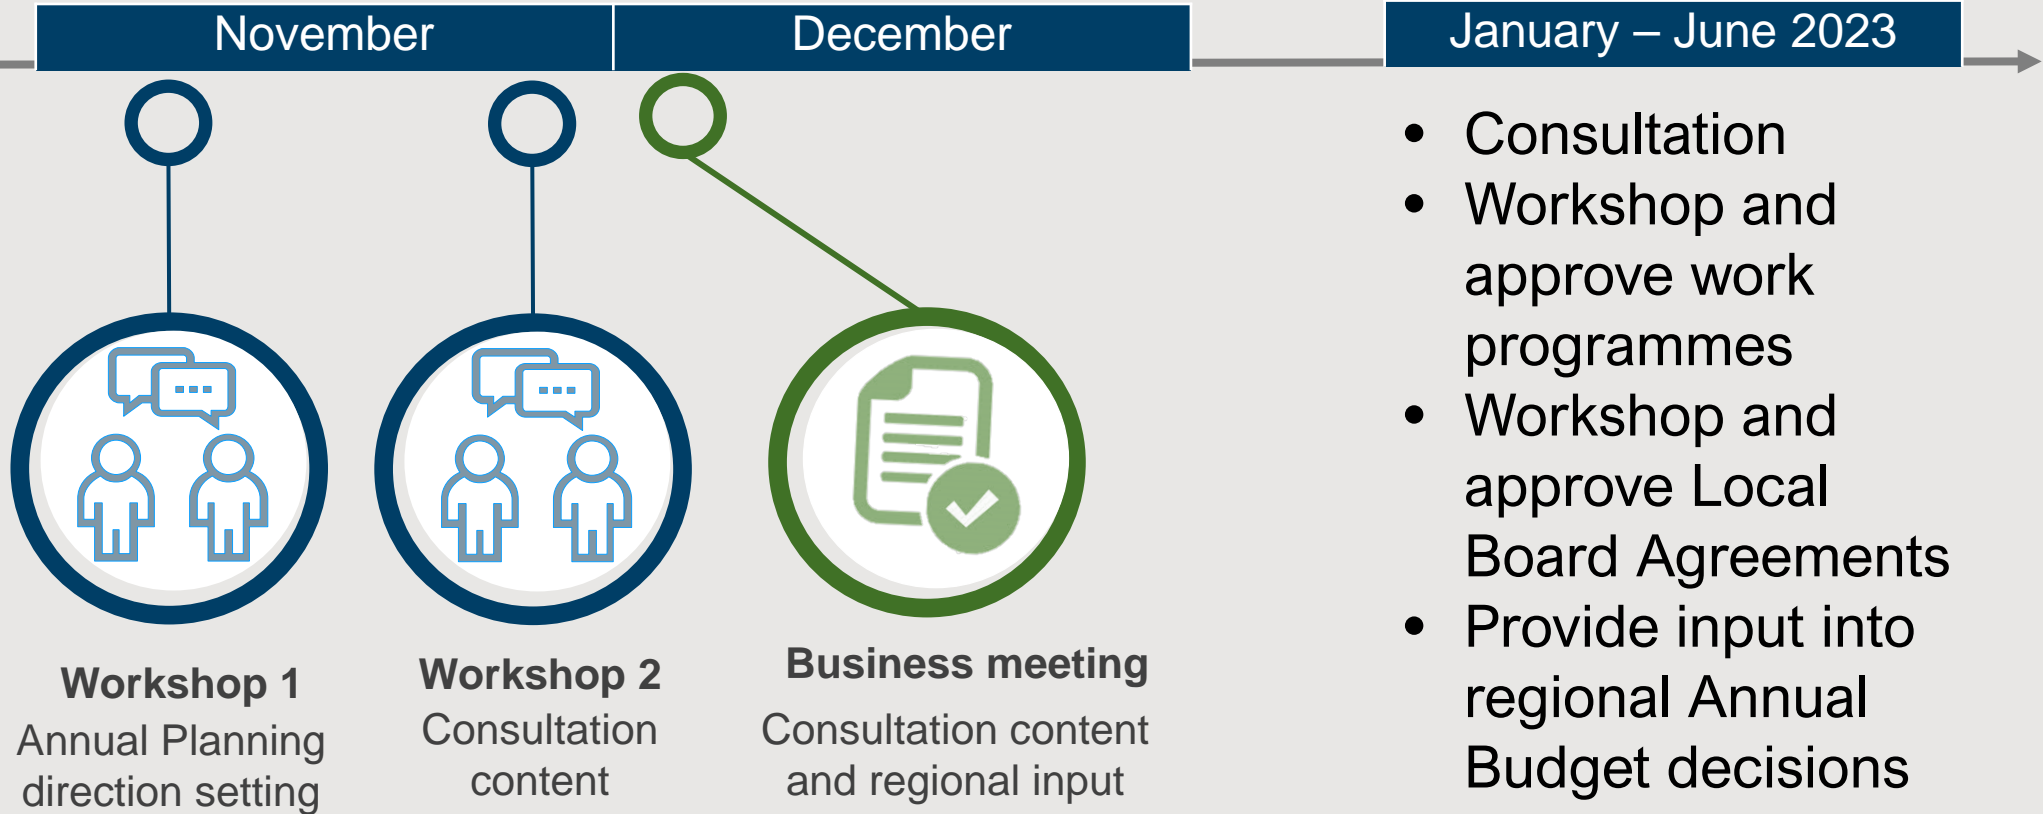 November
December
January – June 2023
Workshop 1
Annual Planning
direction setting
Workshop 2
Consultation
content
Business meeting
Consultation content
and regional input
• Consultation
• Workshop and
approve work
programmes
• Workshop and
approve Local
Board Agreements
• Provide input into
regional Annual
Budget decisions